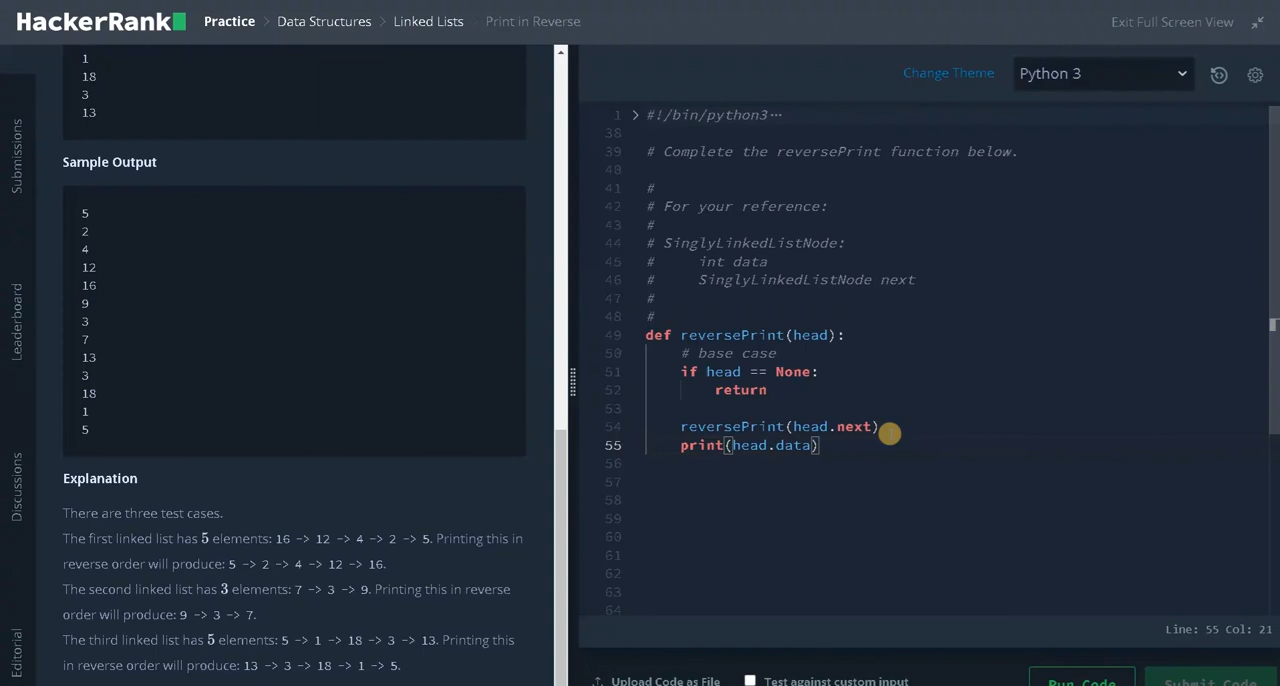 HackerRank Practice > Data Structures > Linked Lists > Print in Reverse Exit Full Screen View
Submissions
Leaderboard
Discussions
Editorial
1
18
3
13
Sample Output
5
2
4
12
16
9
3
7
13
3
18
1
5
Explanation
There are three test cases.
The first linked list has 5 elements: 16 -> 12 -> 4 -> 2 -> 5. Printing this in
reverse order will produce: 5 -> 2 -> 4 -> 12 -> 16.
The second linked list has 3 elements: 7 -> 3 -> 9. Printing this in reverse
order will produce: 9 -> 3 -> 7.
The third linked list has 5 elements: 5 -> 1 -> 18 -> 3 -> 13. Printing this
in reverse order will produce: 13 -> 3 -> 18 -> 1 -> 5.
Change Theme Python 3
1 > #!/bin/python3···
38
39 # Complete the reversePrint function below.
40
41 #
42 # For your reference:
43 #
44 # SinglyLinkedListNode:
45 #     int data
46 #     SinglyLinkedListNode next
47 #
48 #
49 def reversePrint(head):
50     # base case
51     if head == None:
52         return
53
54     reversePrint(head.next)
55     print(head.data)
56
57
58
59
60
61
62
63
64
Line: 55 Col: 21
Upload Code as File Test against custom input Run Code Submit Code